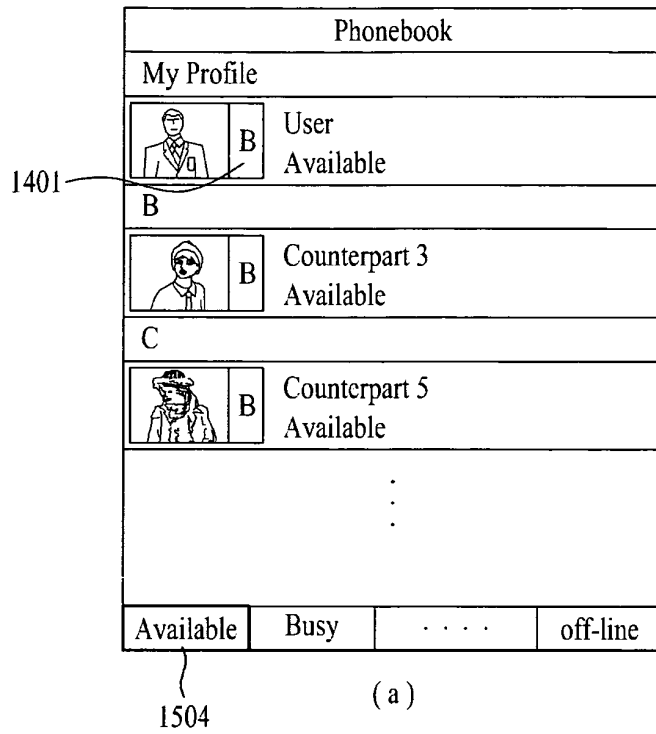 Phonebook
My Profile
B
User
Available
1401
B
B
Counterpart 3
Available
C
B
Counterpart 5
Available
Available Busy . . . . off-line
1504
( a )